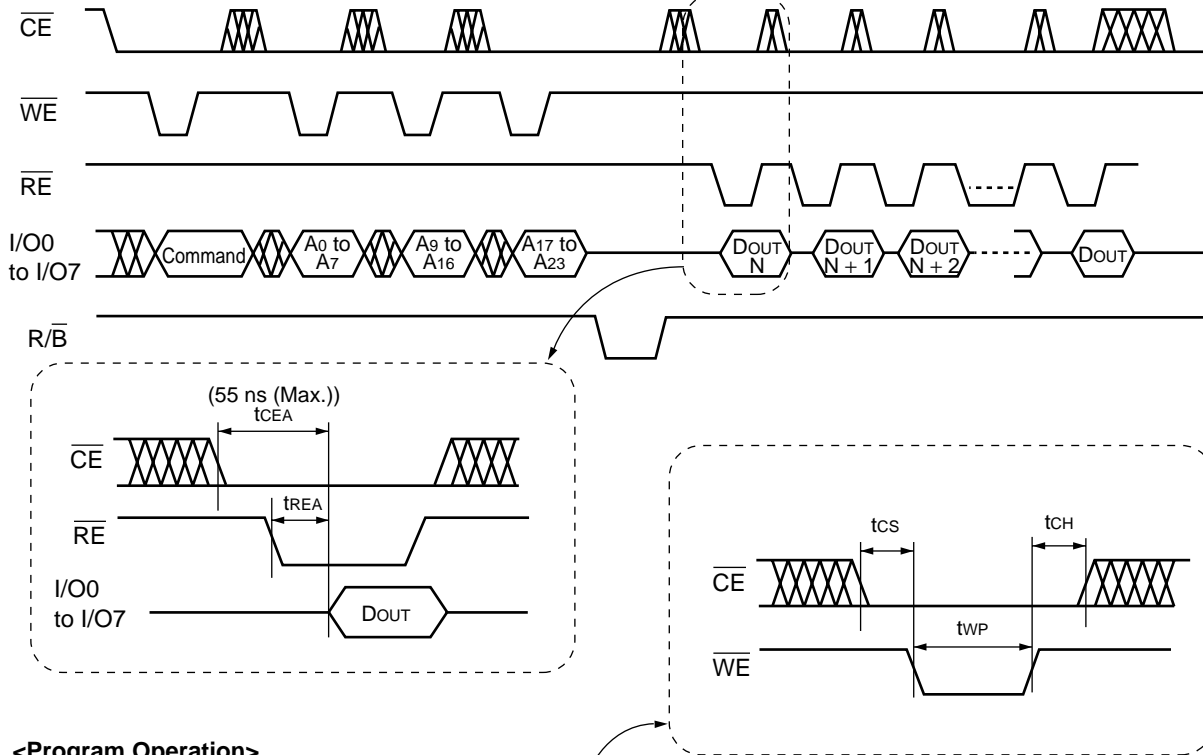 CE
WE
RE
I/O0
to I/O7
Command
A0 to
A7
A9 to
A16
A17 to
A23
DOUT
N
DOUT
N + 1
DOUT
N + 2
DOUT
R/B
(55 ns (Max.))
tCEA
CE
tREA
RE
I/O0
to I/O7
DOUT
tCS
tCH
CE
tWP
WE
<Program Operation>